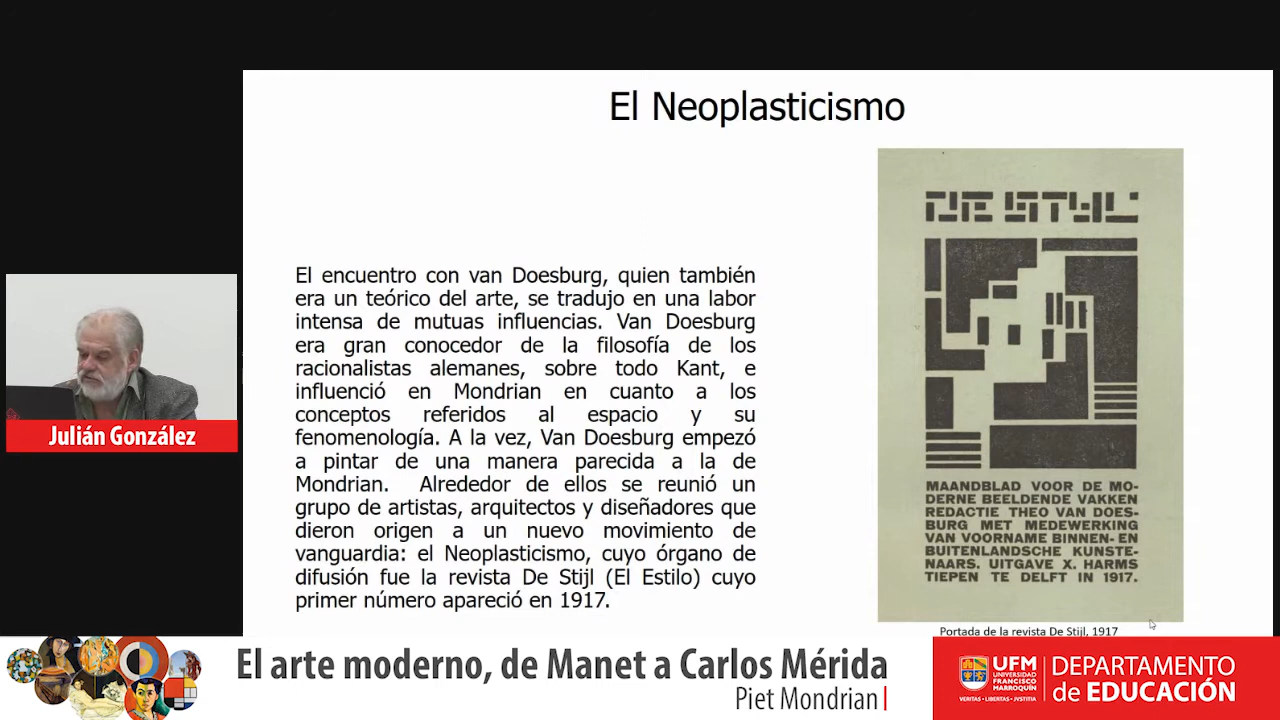 El Neoplasticismo
El encuentro con van Doesburg, quien también
era un teórico del arte, se tradujo en una labor
intensa de mutuas influencias. Van Doesburg
era gran conocedor de la filosofía de los
racionalistas alemanes, sobre todo Kant, e
influenció en Mondrian en cuanto a los
conceptos referidos al espacio y su
fenomenología. A la vez, Van Doesburg empezó
a pintar de una manera parecida a la de
Mondrian. Alrededor de ellos se reunió un
grupo de artistas, arquitectos y diseñadores que
dieron origen a un nuevo movimiento de
vanguardia: el Neoplasticismo, cuyo órgano de
difusión fue la revista De Stijl (El Estilo) cuyo
primer número apareció en 1917.
DE STIJL
MAANDBLAD VOOR DE MO-
DERNE BEELDENDE VAKKEN
REDACTIE THEO VAN DOES-
BURG MET MEDEWERKING
VAN VOORNAME BINNEN- EN
BUITENLANDSCHE KUNSTE-
NAARS. UITGAVE X. HARMS
TIEPEN TE DELFT IN 1917.
Portada de la revista De Stijl, 1917
Julián González
El arte moderno, de Manet a Carlos Mérida
Piet Mondrian
UFM
UNIVERSIDAD
FRANCISCO
MARROQUÍN
VERITAS · LIBERTAS · JVSTITIA
DEPARTAMENTO
de EDUCACIÓN